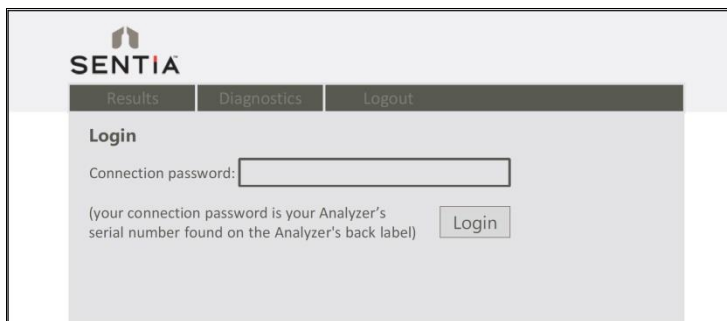 SENTIA
Results Diagnostics Logout
Login
Connection password:
(your connection password is your Analyzer's
serial number found on the Analyzer's back label)
Login